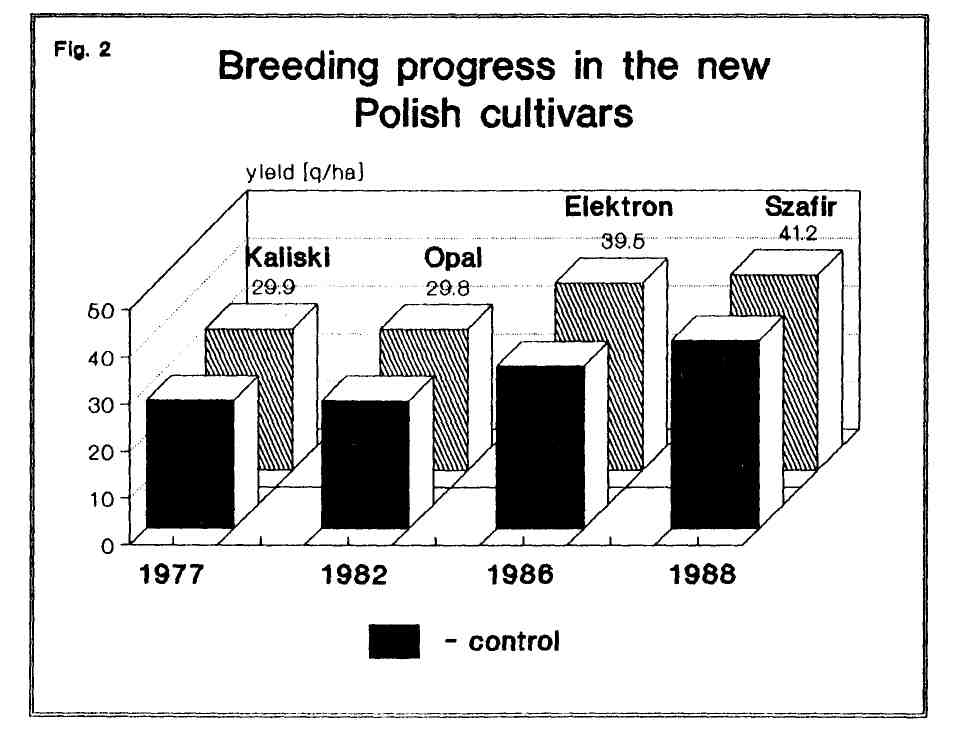 Fig. 2
Breeding progress in the new
Polish cultivars
yield [q/ha]
Elektron
39.5
Szafir
41.2
Kaliski
29.9
Opal
29.8
50
40
30
20
10
0
1977 1982 1986 1988
- control